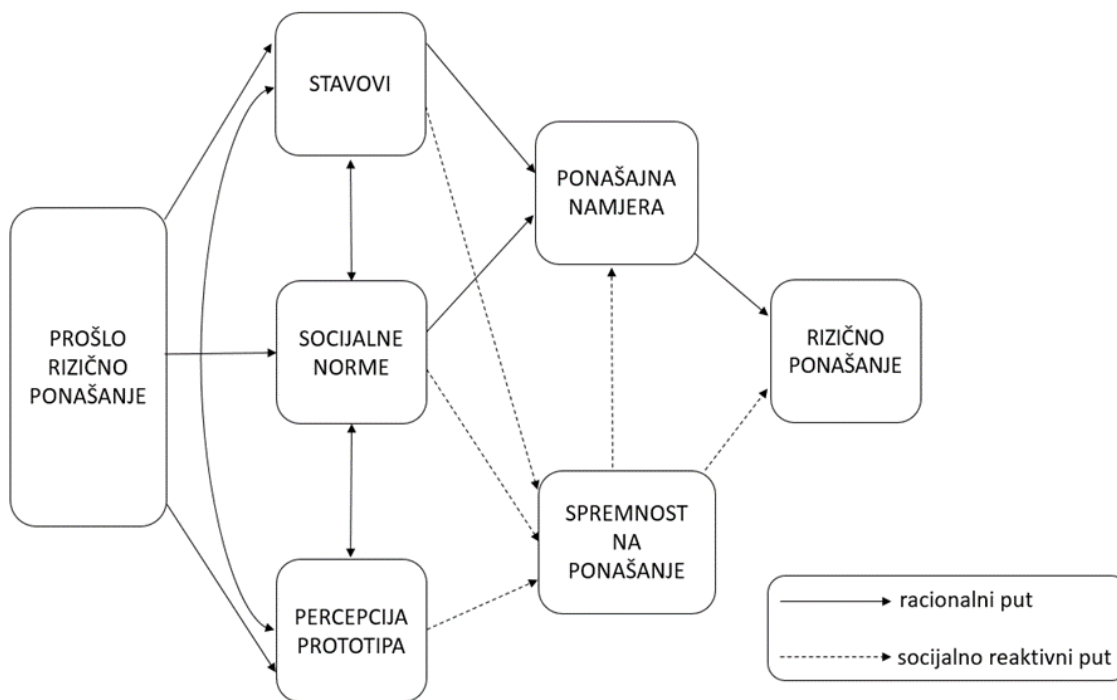 STAVOVI
PONAŠAJNA
NAMJERA
PROŠLO
RIZIČNO
PONAŠANJE
SOCIJALNE
NORME
RIZIČNO
PONAŠANJE
SPREMNOST
NA
PONAŠANJE
PERCEPCIJA
PROTOTIPA
racionalni put
socijalno reaktivni put